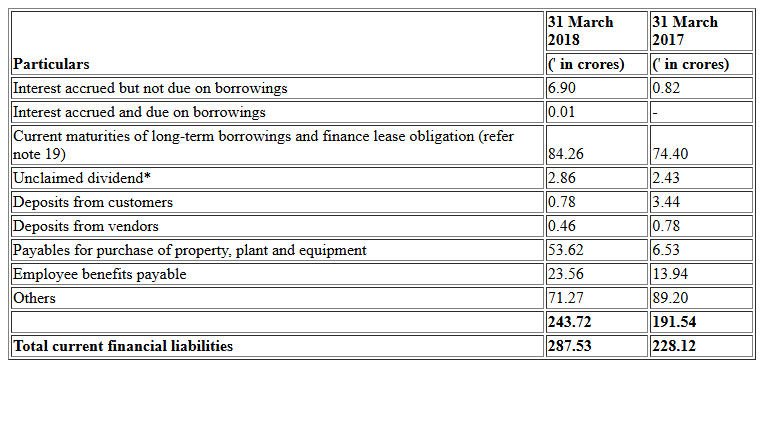 31 March 2018 31 March 2017
Particulars (' in crores) (' in crores)
Interest accrued but not due on borrowings 6.90 0.82
Interest accrued and due on borrowings 0.01 -
Current maturities of long-term borrowings and finance lease obligation (refer
note 19) 84.26 74.40
Unclaimed dividend* 2.86 2.43
Deposits from customers 0.78 3.44
Deposits from vendors 0.46 0.78
Payables for purchase of property, plant and equipment 53.62 6.53
Employee benefits payable 23.56 13.94
Others 71.27 89.20
243.72 191.54
Total current financial liabilities 287.53 228.12